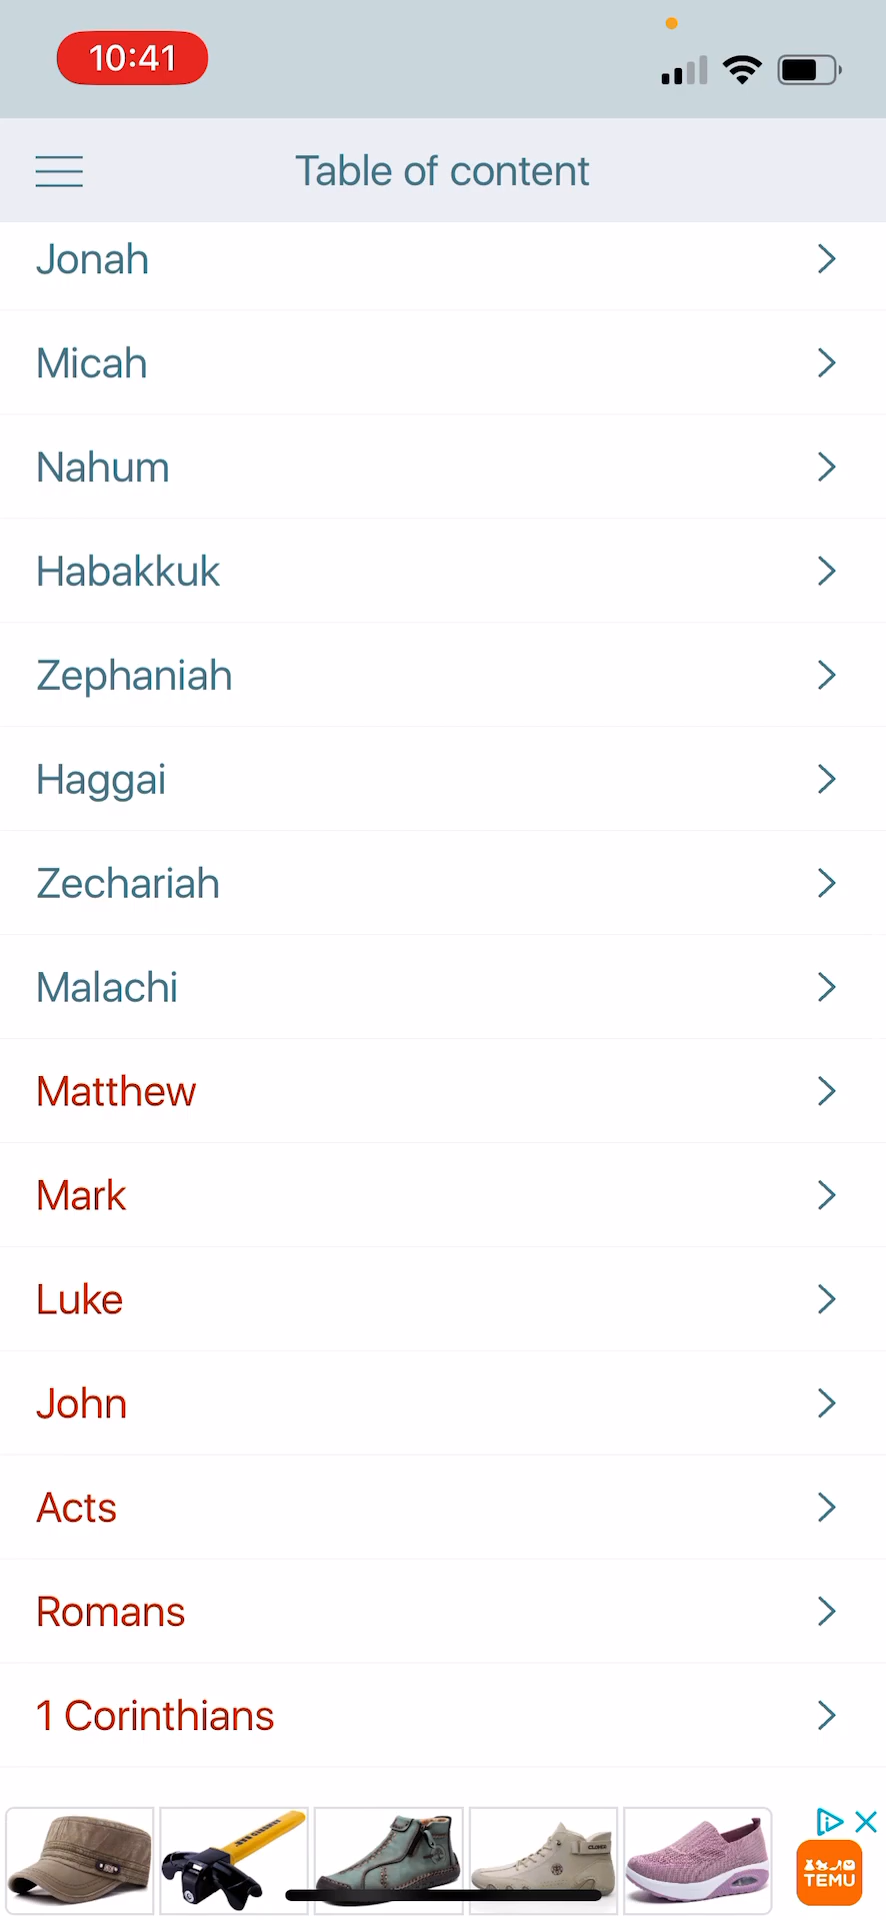 10:41
Table of content
Jonah
Micah
Nahum
Habakkuk
Zephaniah
Haggai
Zechariah
Malachi
Matthew
Mark
Luke
John
Acts
Romans
1 Corinthians
TEMU